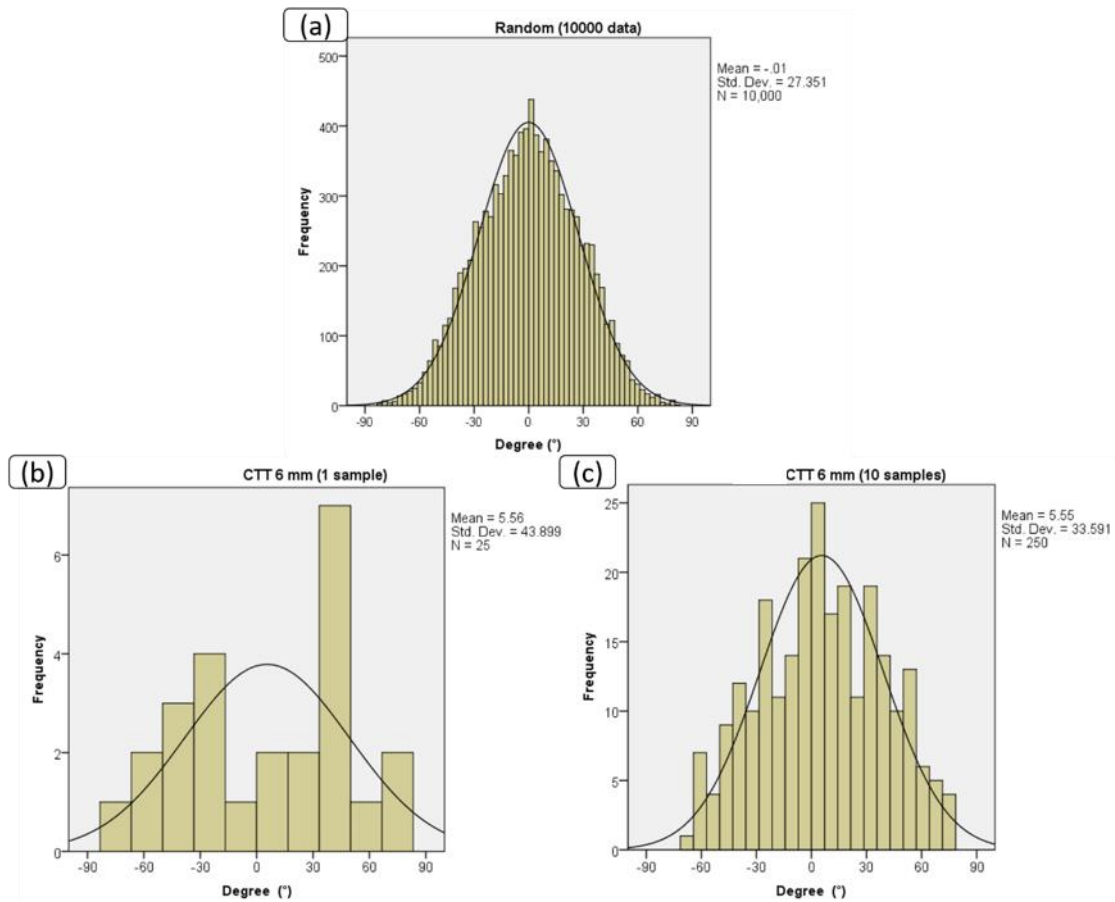 (a)
Random (10000 data)
500
400
300
200
100
0
Frequency
-90 -60 -30 0 30 60 90
Degree (°)
Mean = -.01
Std. Dev. = 27.351
N = 10,000
(b)
CTT 6 mm (1 sample)
6
4
2
0
Frequency
-90 -60 -30 0 30 60 90
Degree (°)
Mean = 5.56
Std. Dev. = 43.899
N = 25
(c)
CTT 6 mm (10 samples)
25
20
15
10
5
0
Frequency
-90 -60 -30 0 30 60 90
Degree (°)
Mean = 5.55
Std. Dev. = 33.591
N = 250